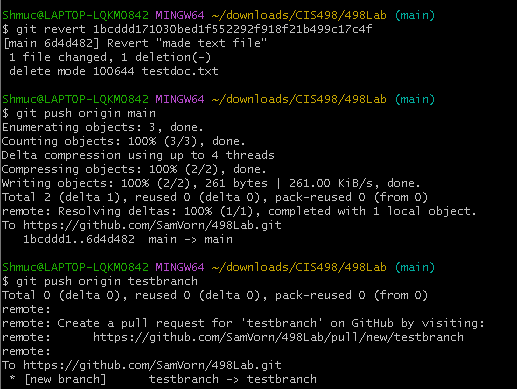 Shmuc@LAPTOP-LQKM0842 MINGW64 ~/downloads/CIS498/498Lab (main)
$ git revert 1bcddd171030bed1f552292f918f21b499c17c4f
[main 6d4d482] Revert "made text file"
 1 file changed, 1 deletion(-)
 delete mode 100644 testdoc.txt

Shmuc@LAPTOP-LQKM0842 MINGW64 ~/downloads/CIS498/498Lab (main)
$ git push origin main
Enumerating objects: 3, done.
Counting objects: 100% (3/3), done.
Delta compression using up to 4 threads
Compressing objects: 100% (2/2), done.
Writing objects: 100% (2/2), 261 bytes | 261.00 KiB/s, done.
Total 2 (delta 1), reused 0 (delta 0), pack-reused 0 (from 0)
remote: Resolving deltas: 100% (1/1), completed with 1 local object.
To https://github.com/SamVorn/498Lab.git
   1bcddd1..6d4d482  main -> main

Shmuc@LAPTOP-LQKM0842 MINGW64 ~/downloads/CIS498/498Lab (main)
$ git push origin testbranch
Total 0 (delta 0), reused 0 (delta 0), pack-reused 0 (from 0)
remote:
remote: Create a pull request for 'testbranch' on GitHub by visiting:
remote:      https://github.com/SamVorn/498Lab/pull/new/testbranch
remote:
To https://github.com/SamVorn/498Lab.git
 * [new branch]      testbranch -> testbranch